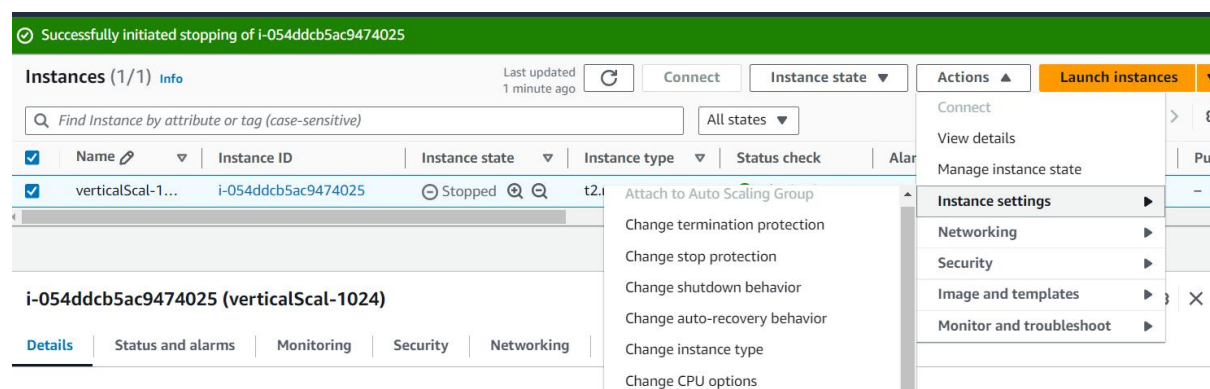 Successfully initiated stopping of i-054ddcb5ac9474025
Instances (1/1) Info
Last updated
1 minute ago
Connect
Instance state
Actions
Launch instances
Find Instance by attribute or tag (case-sensitive)
All states
Name
Instance ID
Instance state
Instance type
Status check
Alar
Pu
verticalScal-1...
i-054ddcb5ac9474025
Stopped
–
Connect
View details
Manage instance state
Instance settings
Networking
Security
Image and templates
Monitor and troubleshoot
Attach to Auto Scaling Group
Change termination protection
Change stop protection
Change shutdown behavior
Change auto-recovery behavior
Change instance type
Change CPU options
i-054ddcb5ac9474025 (verticalScal-1024)
Details
Status and alarms
Monitoring
Security
Networking